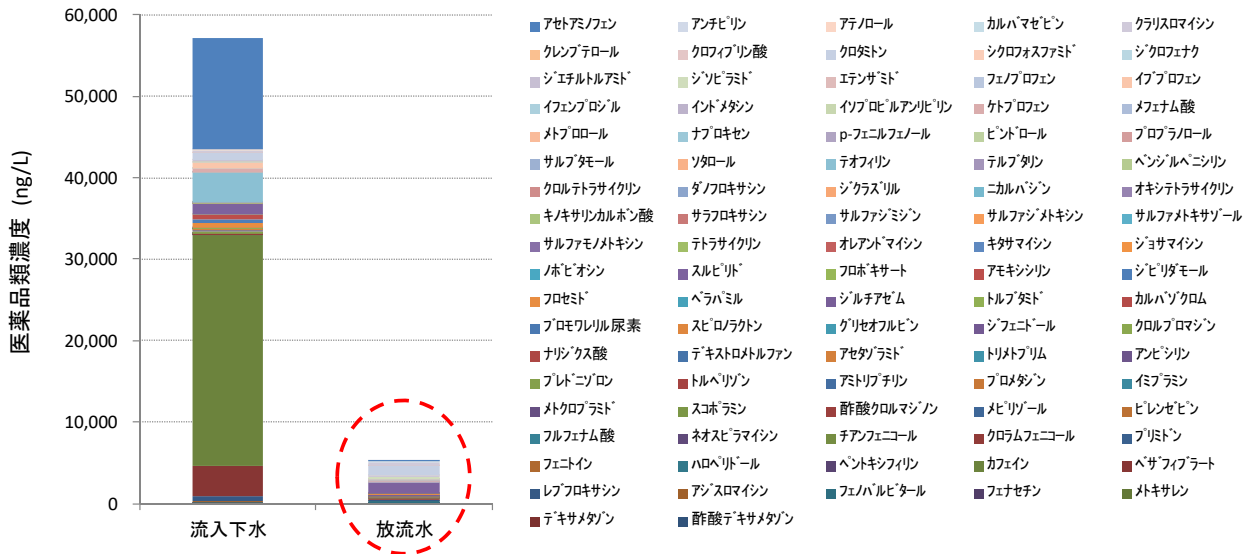 60,000
50,000
40,000
30,000
20,000
10,000
0
医薬品類濃度 (ng/L)
流入下水 放流水
アセトアミノフェン アンチピリン アテノロール カルバマゼピン クラリスロマイシン
クレンブテロール クロフィブリン酸 クロタミトン シクロフォスファミド ジクロフェナク
ジエチルトルアミド ジソピラミド エテンザミド フェノプロフェン イブプロフェン
イフェンプロジル インドメタシン イソプロピルアンリピリン ケトプロフェン メフェナム酸
メトプロロール ナプロキセン p-フェニルフェノール ピンドロール プロプラノロール
サルブタモール ソタロール テオフィリン テルブタリン ベンジルペニシリン
クロルテトラサイクリン ダノフロキサシン ジクラズリル ニカルバジン オキシテトラサイクリン
キノキサリンカルボン酸 サラフロキサシン サルファジミジン サルファジメトキシン サルファメトキサゾール
サルファモノメトキシン テトラサイクリン オレアンドマイシン キタサマイシン ジョサマイシン
ノボビオシン スルピリド フロボキサート アモキシシリン ジピリダモール
フロセミド ベラパミル ジルチアゼム トルブタミド カルバゾクロム
ブロモワレリル尿素 スピロノラクトン グリセオフルビン ジフェニドール クロルプロマジン
ナリジクス酸 デキストロメトルファン アセタゾラミド トリメトプリム アンピシリン
プレドニゾロン トルペリゾン アミトリプチリン プロメタジン イミプラミン
メトクロプラミド スコポラミン 酢酸クロルマジノン メピリゾール ピレンゼピン
フルフェナム酸 ネオスピラマイシン チアンフェニコール クロラムフェニコール プリミドン
フェニトイン ハロペリドール ペントキシフィリン カフェイン ベザフィブラート
レブフロキサシン アジスロマイシン フェノバルビタール フェナセチン メトキサレン
デキサメタゾン 酢酸デキサメタゾン